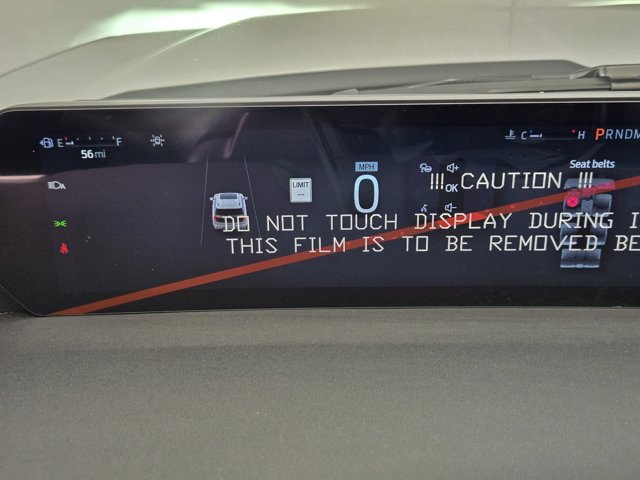 E F
56 mi
C H PRNDM
A
MPH
0
LIMIT
--
OK
Seat belts
!!! CAUTION !!!
DO NOT TOUCH DISPLAY DURING
THIS FILM IS TO BE REMOVED